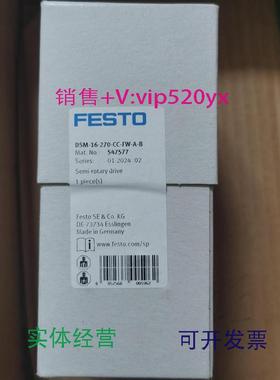 销售+V:vip520yx
FESTO
DSM-16-270-CC-FW-A-B
Mat. No.: 547577
Series: 01.2024 02
Semi-rotary drive
1 piece(s)
Festo SE & Co. KG
DE-73734 Esslingen
Made in Germany
www.festo.com/sp
实体经营
可开发票